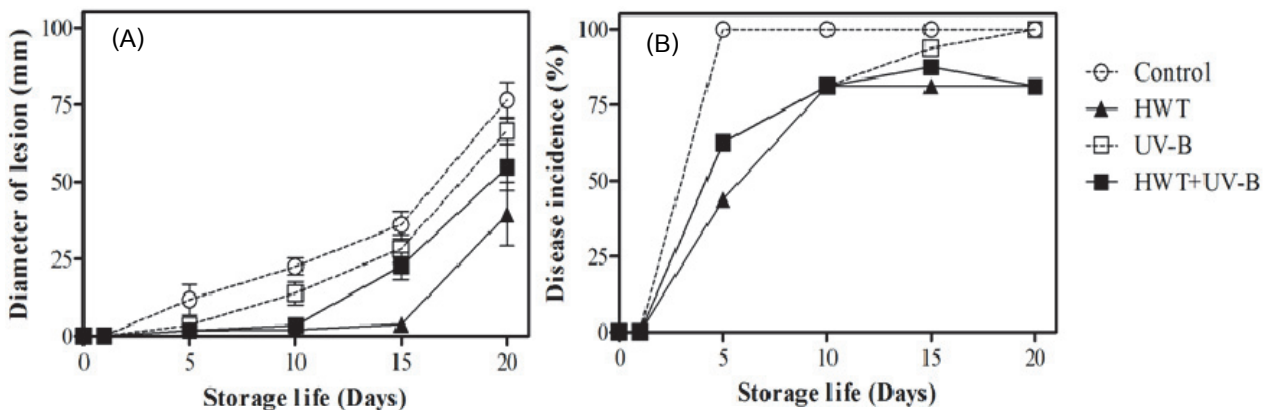 100
(A)
75
50
25
0
Diameter of lesion (mm)
0 5 10 15 20
Storage life (Days)
100
(B)
75
50
25
0
Disease incidence (%)
0 5 10 15 20
Storage life (Days)
Control
HWT
UV-B
HWT+UV-B